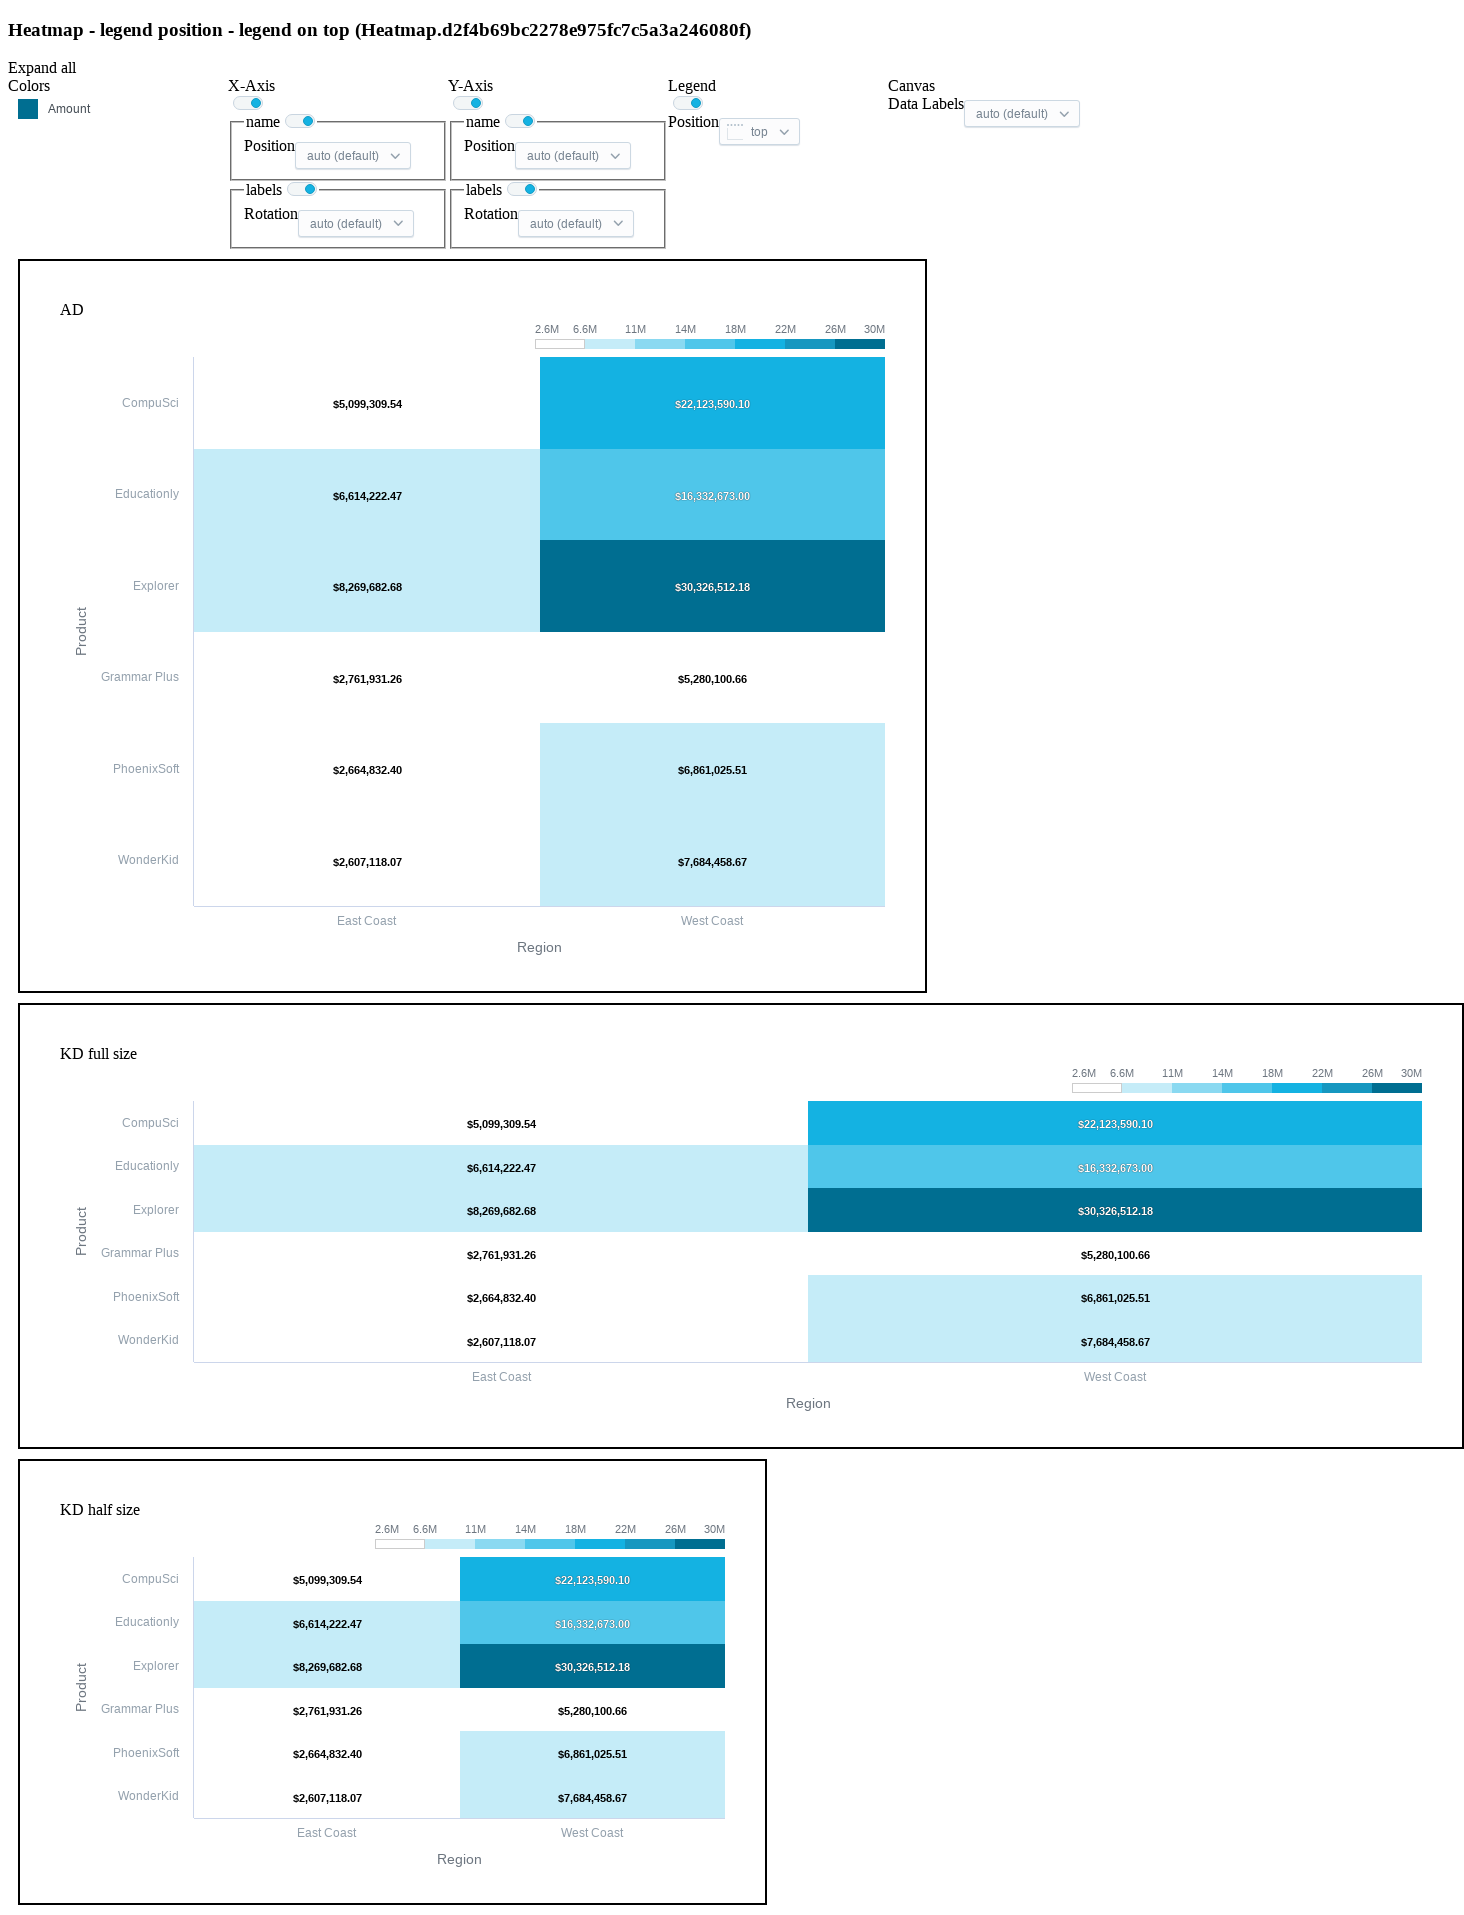 Heatmap - legend position - legend on top (Heatmap.d2f4b69bc2278e975fc7c5a3a246080f)
Expand all
Colors
Amount
X-Axis
name
Position auto (default)
labels
Rotation auto (default)
Y-Axis
name
Position auto (default)
labels
Rotation auto (default)
Legend
Position top
Canvas
Data Labels auto (default)
AD
2.6M 6.6M 11M 14M 18M 22M 26M 30M
CompuSci $5,099,309.54 $22,123,590.10
Educationly $6,614,222.47 $16,332,673.00
Explorer $8,269,682.68 $30,326,512.18
Product
Grammar Plus $2,761,931.26 $5,280,100.66
PhoenixSoft $2,664,832.40 $6,861,025.51
WonderKid $2,607,118.07 $7,684,458.67
East Coast West Coast
Region
KD full size
2.6M 6.6M 11M 14M 18M 22M 26M 30M
CompuSci $5,099,309.54 $22,123,590.10
Educationly $6,614,222.47 $16,332,673.00
Explorer $8,269,682.68 $30,326,512.18
Product
Grammar Plus $2,761,931.26 $5,280,100.66
PhoenixSoft $2,664,832.40 $6,861,025.51
WonderKid $2,607,118.07 $7,684,458.67
East Coast West Coast
Region
KD half size
2.6M 6.6M 11M 14M 18M 22M 26M 30M
CompuSci $5,099,309.54 $22,123,590.10
Educationly $6,614,222.47 $16,332,673.00
Explorer $8,269,682.68 $30,326,512.18
Product
Grammar Plus $2,761,931.26 $5,280,100.66
PhoenixSoft $2,664,832.40 $6,861,025.51
WonderKid $2,607,118.07 $7,684,458.67
East Coast West Coast
Region